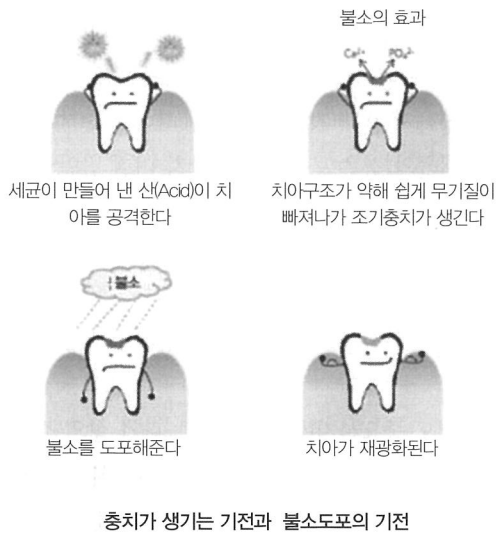 불소의 효과
Ca²⁺
PO₄³⁻
세균이 만들어 낸 산(Acid)이 치
아를 공격한다
치아구조가 약해 쉽게 무기질이
빠져나가 조기충치가 생긴다
불소
불소를 도포해준다
치아가 재광화된다
충치가 생기는 기전과 불소도포의 기전